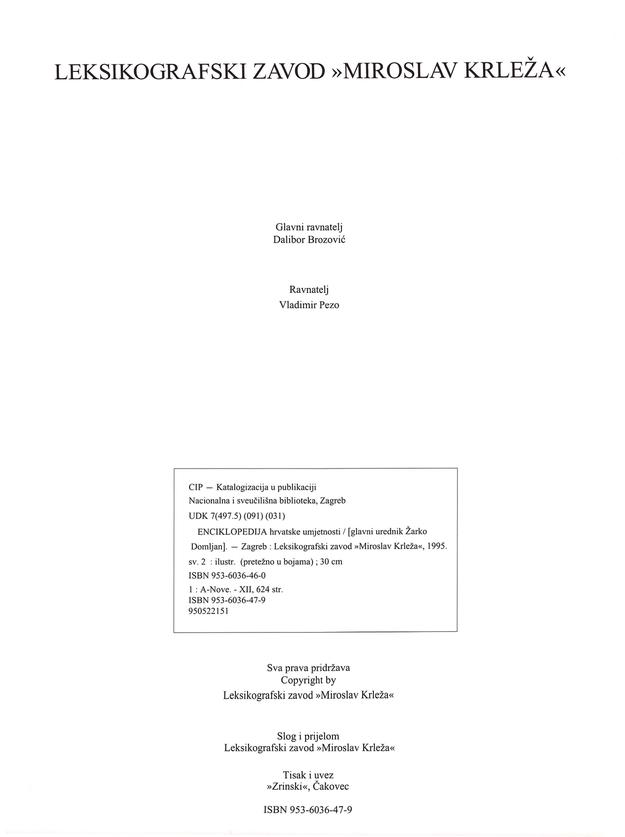 LEKSIKOGRAFSKI ZAVOD »MIROSLAV KRLEŽA«
Glavni ravnatelj
Dalibor Brozović
Ravnatelj
Vladimir Pezo
CIP — Katalogizacija u publikaciji
Nacionalna i sveučilišna biblioteka, Zagreb
UDK 7(497.5) (091) (031)
ENCIKLOPEDIJA hrvatske umjetnosti / [glavni urednik Žarko
Domljan]. — Zagreb : Leksikografski zavod »Miroslav Krleža«, 1995.
sv. 2 : ilustr. (pretežno u bojama) ; 30 cm
ISBN 953-6036-46-0
1 : A-Nove. - XII, 624 str.
ISBN 953-6036-47-9
950522151
Sva prava pridržava
Copyright by
Leksikografski zavod »Miroslav Krleža«
Slog i prijelom
Leksikografski zavod »Miroslav Krleža«
Tisak i uvez
»Zrinski«, Čakovec
ISBN 953-6036-47-9